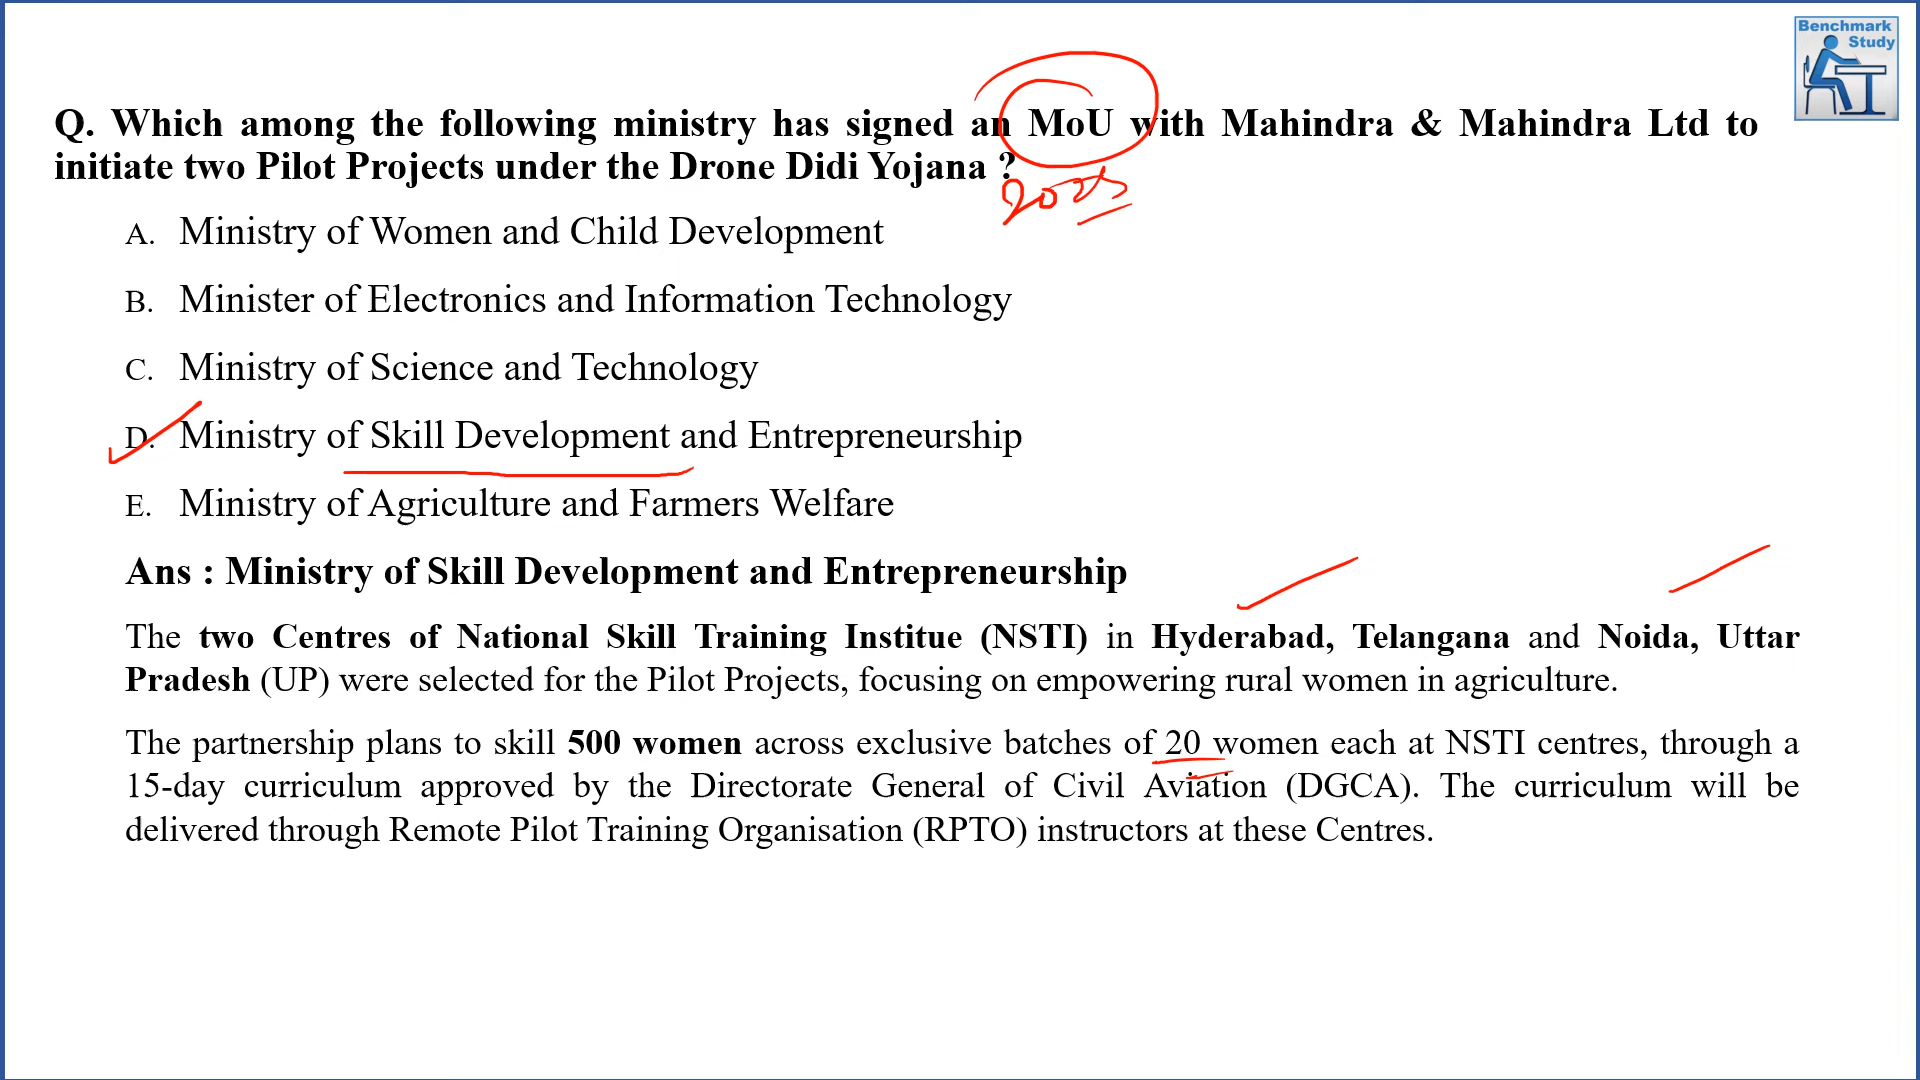 Benchmark
Study
Q. Which among the following ministry has signed an MoU with Mahindra & Mahindra Ltd to
initiate two Pilot Projects under the Drone Didi Yojana ?
A. Ministry of Women and Child Development
B. Minister of Electronics and Information Technology
C. Ministry of Science and Technology
D. Ministry of Skill Development and Entrepreneurship
E. Ministry of Agriculture and Farmers Welfare
Ans : Ministry of Skill Development and Entrepreneurship
The two Centres of National Skill Training Institue (NSTI) in Hyderabad, Telangana and Noida, Uttar
Pradesh (UP) were selected for the Pilot Projects, focusing on empowering rural women in agriculture.
The partnership plans to skill 500 women across exclusive batches of 20 women each at NSTI centres, through a
15-day curriculum approved by the Directorate General of Civil Aviation (DGCA). The curriculum will be
delivered through Remote Pilot Training Organisation (RPTO) instructors at these Centres.